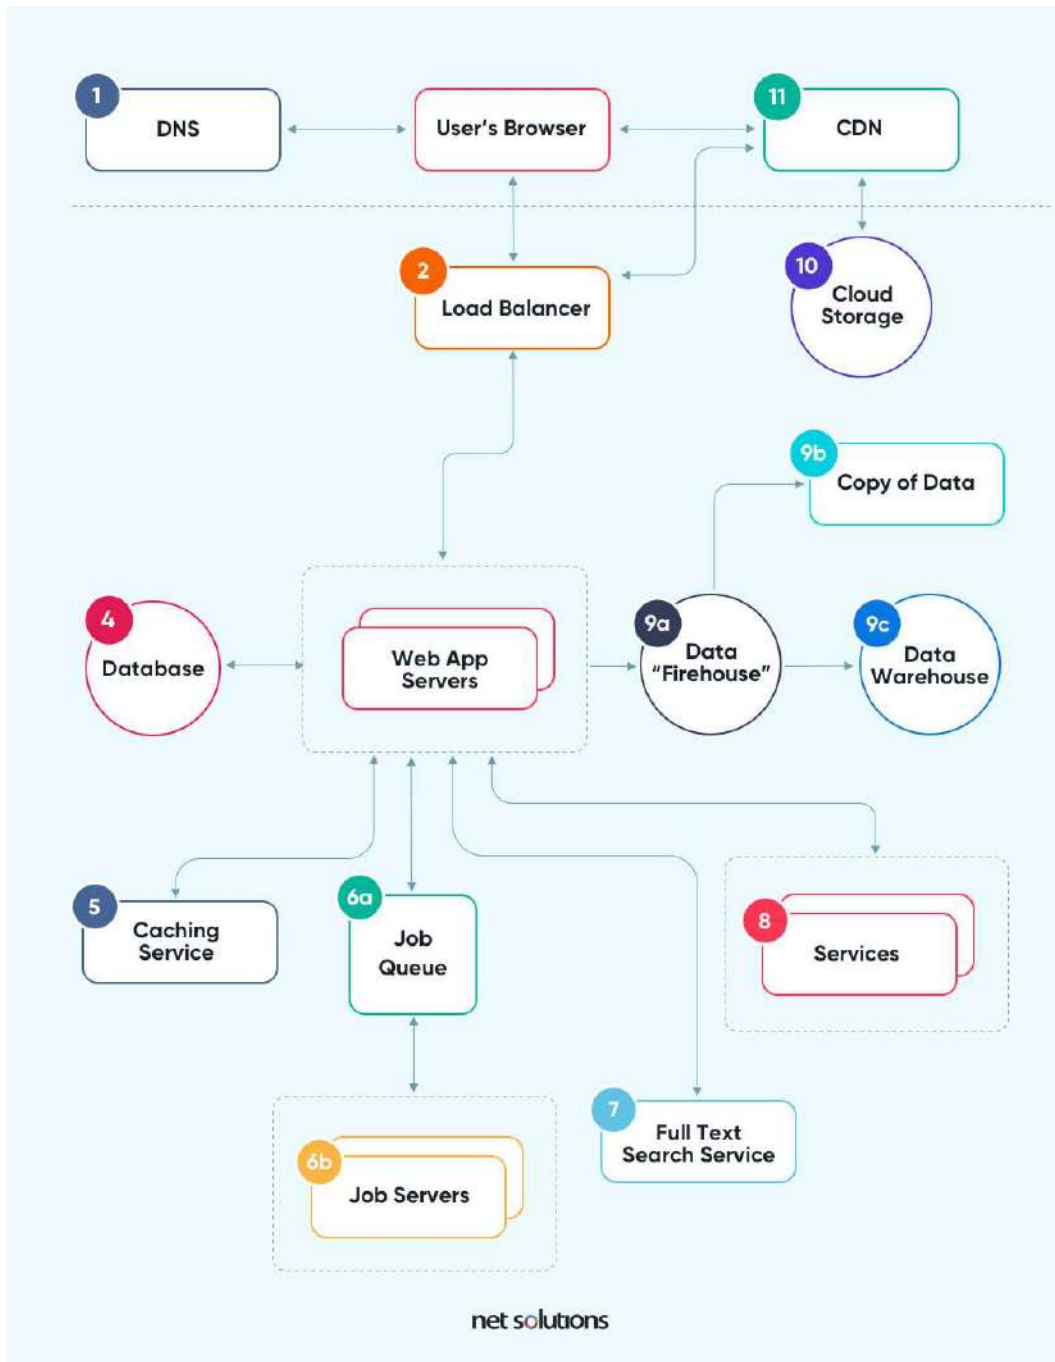 1
DNS
User's Browser
11
CDN
2
Load Balancer
10
Cloud
Storage
9b
Copy of Data
4
Database
Web App
Servers
9a
Data
“Firehouse”
9c
Data
Warehouse
5
Caching
Service
6a
Job
Queue
8
Services
6b
Job Servers
7
Full Text
Search Service
net solutions